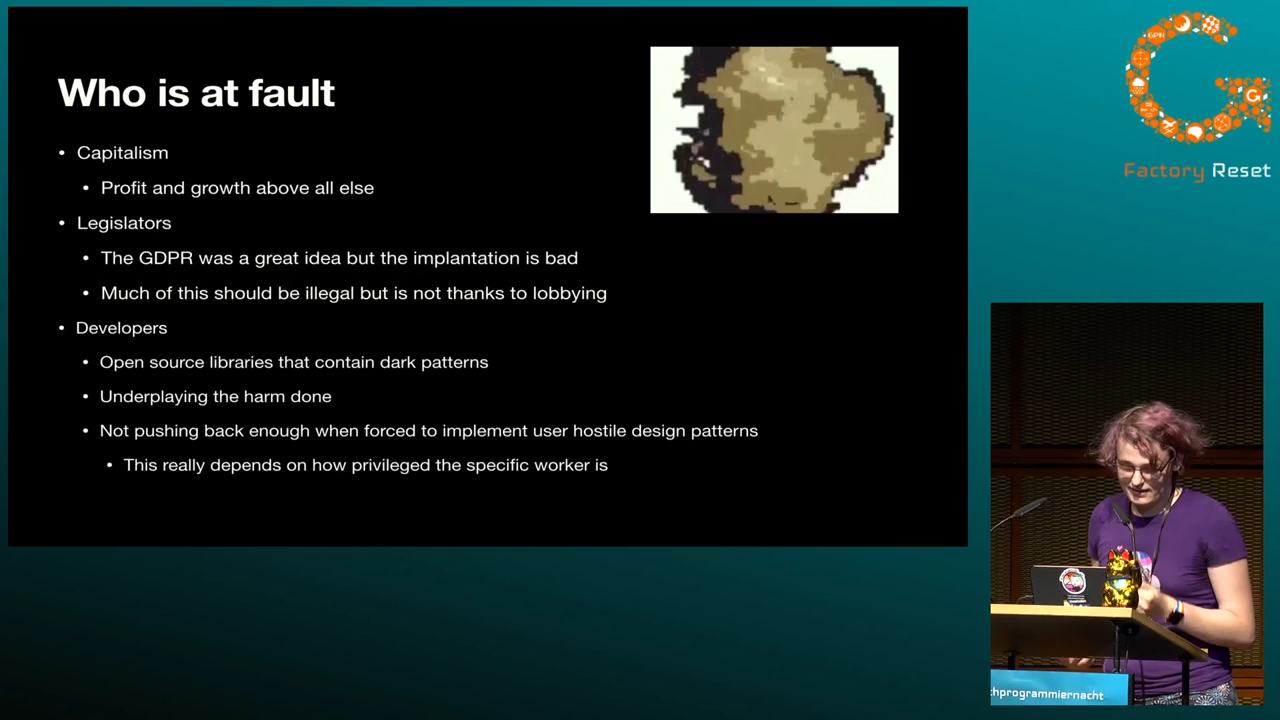 Who is at fault
• Capitalism
• Profit and growth above all else
• Legislators
• The GDPR was a great idea but the implantation is bad
• Much of this should be illegal but is not thanks to lobbying
• Developers
• Open source libraries that contain dark patterns
• Underplaying the harm done
• Not pushing back enough when forced to implement user hostile design patterns
• This really depends on how privileged the specific worker is
GPN
G
Factory Reset
hprogrammiernacht